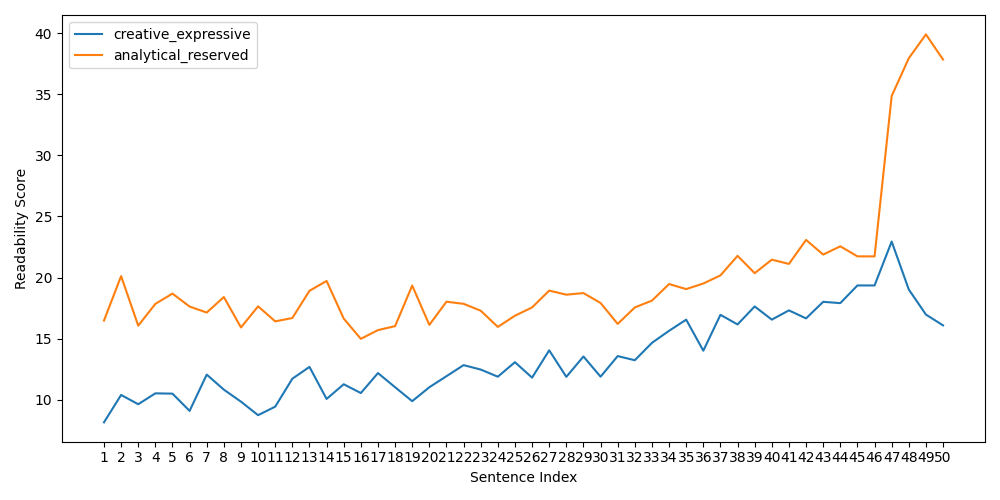 creative_expressive
analytical_reserved
40
35
30
25
20
15
10
Readability Score
1 2 3 4 5 6 7 8 9 10 11 12 13 14 15 16 17 18 19 20 21 22 23 24 25 26 27 28 29 30 31 32 33 34 35 36 37 38 39 40 41 42 43 44 45 46 47 48 49 50
Sentence Index